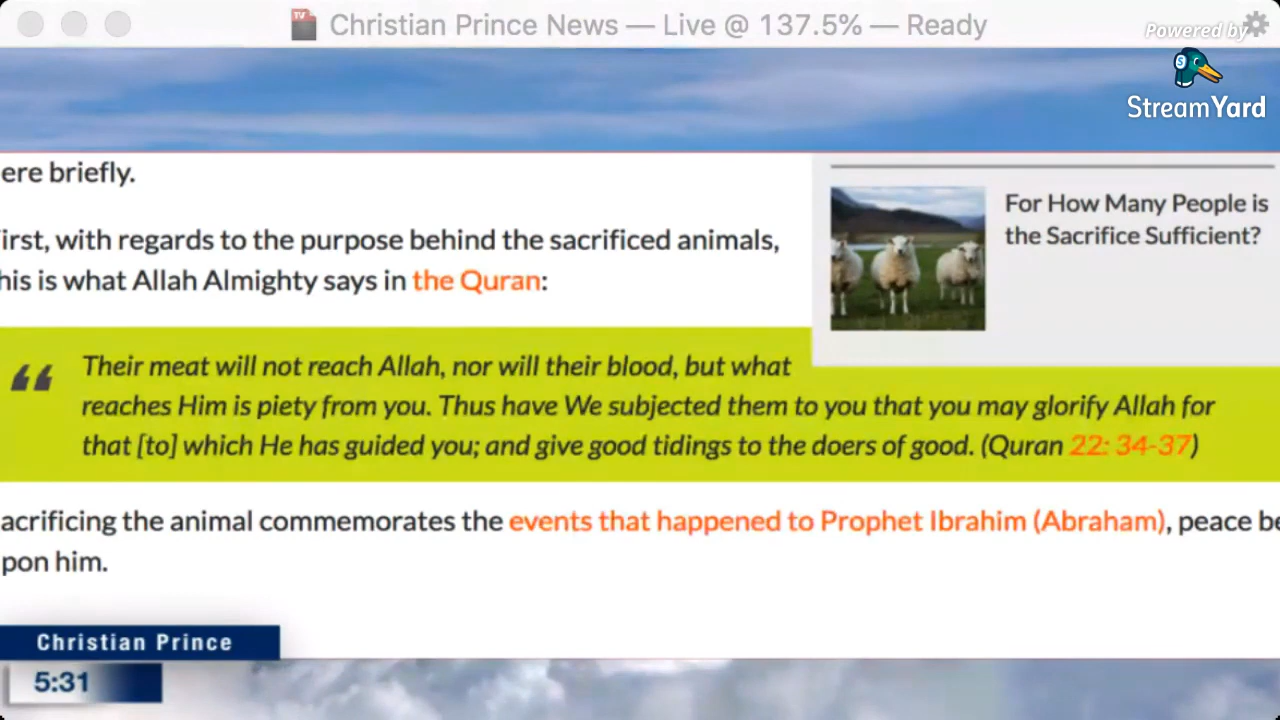 Christian Prince News — Live @ 137.5% — Ready
Powered by
StreamYard
ere briefly.
irst, with regards to the purpose behind the sacrificed animals,
his is what Allah Almighty says in the Quran:
For How Many People is
the Sacrifice Sufficient?
“ Their meat will not reach Allah, nor will their blood, but what
reaches Him is piety from you. Thus have We subjected them to you that you may glorify Allah for
that [to] which He has guided you; and give good tidings to the doers of good. (Quran 22: 34-37)
acrificing the animal commemorates the events that happened to Prophet Ibrahim (Abraham), peace be
pon him.
Christian Prince
5:31